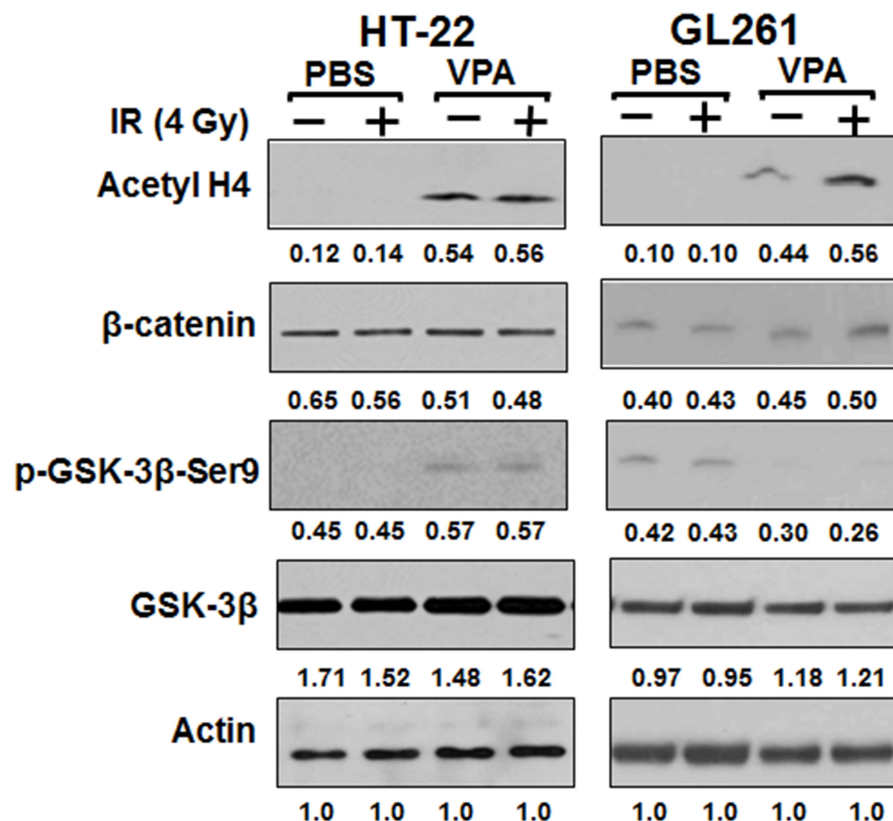 HT-22 GL261
PBS VPA PBS VPA
IR (4 Gy) − + − + − + − +
Acetyl H4
0.12 0.14 0.54 0.56 0.10 0.10 0.44 0.56
β-catenin
0.65 0.56 0.51 0.48 0.40 0.43 0.45 0.50
p-GSK-3β-Ser9
0.45 0.45 0.57 0.57 0.42 0.43 0.30 0.26
GSK-3β
1.71 1.52 1.48 1.62 0.97 0.95 1.18 1.21
Actin
1.0 1.0 1.0 1.0 1.0 1.0 1.0 1.0